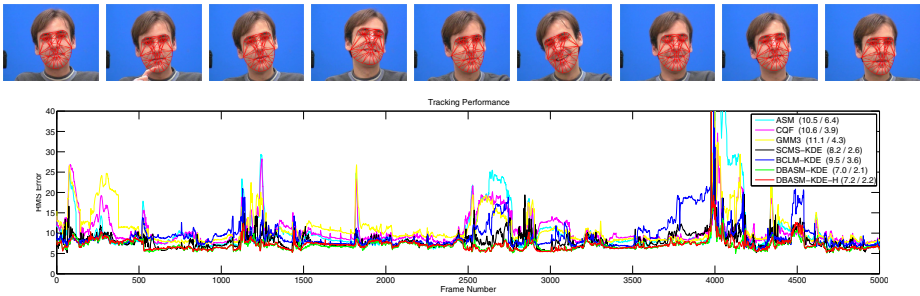 Tracking Performance
40
35
30
25
20
15
10
5
0
RMS Error
ASM (10.5 / 6.4)
CQF (10.6 / 3.9)
GMM3 (11.1 / 4.3)
SCMS-KDE (8.2 / 2.6)
BCLM-KDE (9.5 / 3.6)
DBASM-KDE (7.0 / 2.1)
DBASM-KDE-H (7.2 / 2.2)
0 500 1000 1500 2000 2500 3000 3500 4000 4500 5000
Frame Number